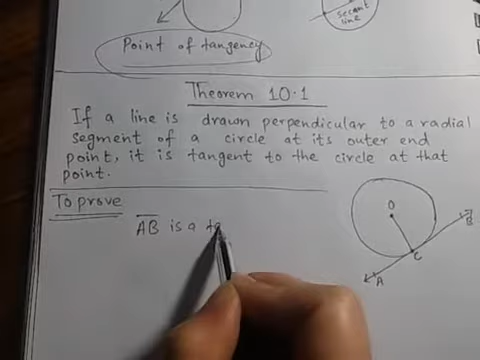 secant
line
Point of tangency
Theorem 10.1
If a line is drawn perpendicular to a radial
segment of a circle at its outer end
point, it is tangent to the circle at that
point.
To prove
AB is a ta
O
B
C
A